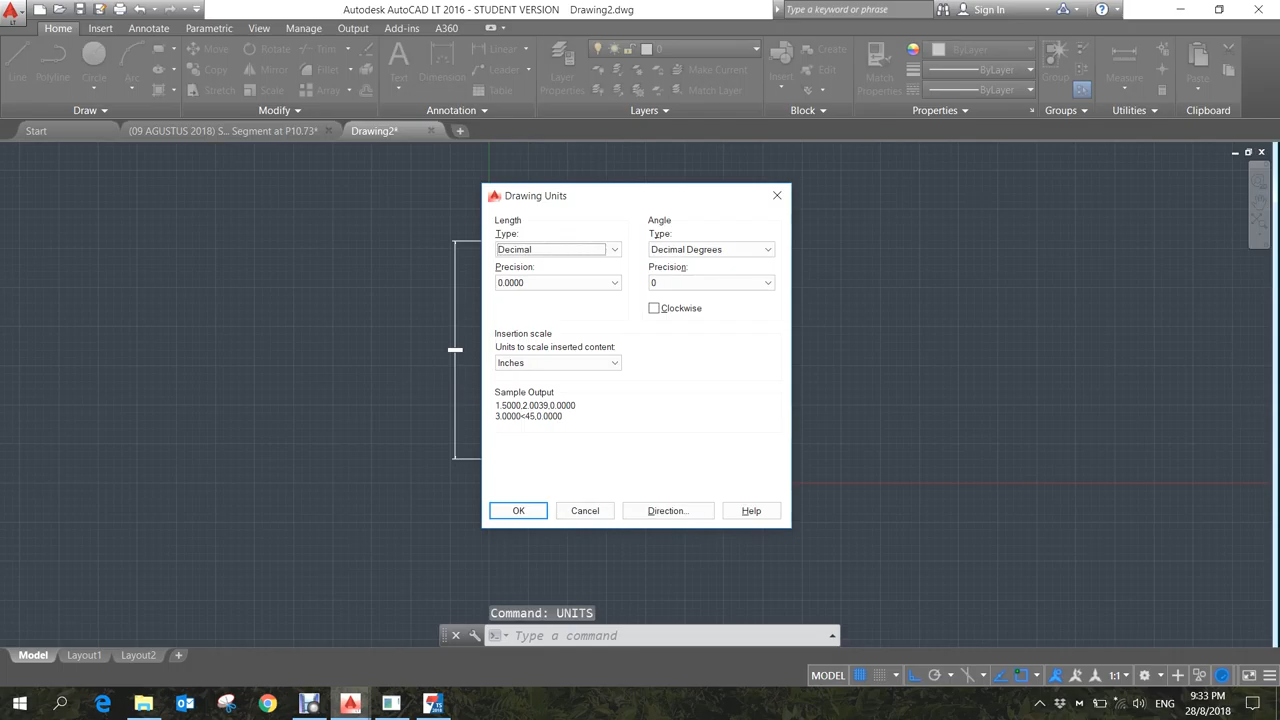 Autodesk AutoCAD LT 2016 - STUDENT VERSION Drawing2.dwg
Type a keyword or phrase
Sign In
LT
Home Insert Annotate Parametric View Manage Output Add-ins A360
Line Polyline Circle Arc
Move Rotate Trim
Copy Mirror Fillet
Stretch Scale Array
Text Dimension
Linear
Leader
Table
Layer Properties
0
Make Current
Match Layer
Insert
Create
Edit
Match Properties
ByLayer
ByLayer
ByLayer
Group
Measure
Paste
Draw Modify Annotation Layers Block Properties Groups Utilities Clipboard
Start (09 AGUSTUS 2018) S... Segment at P10.73* Drawing2*
Drawing Units
Length
Type:
Decimal
Precision:
0.0000
Angle
Type:
Decimal Degrees
Precision:
0
Clockwise
Insertion scale
Units to scale inserted content:
Inches
Sample Output
1.5000,2.0039,0.0000
3.0000<45,0.0000
OK Cancel Direction... Help
Command: UNITS
Type a command
Model Layout1 Layout2
MODEL 1:1
ENG
9:33 PM
28/8/2018